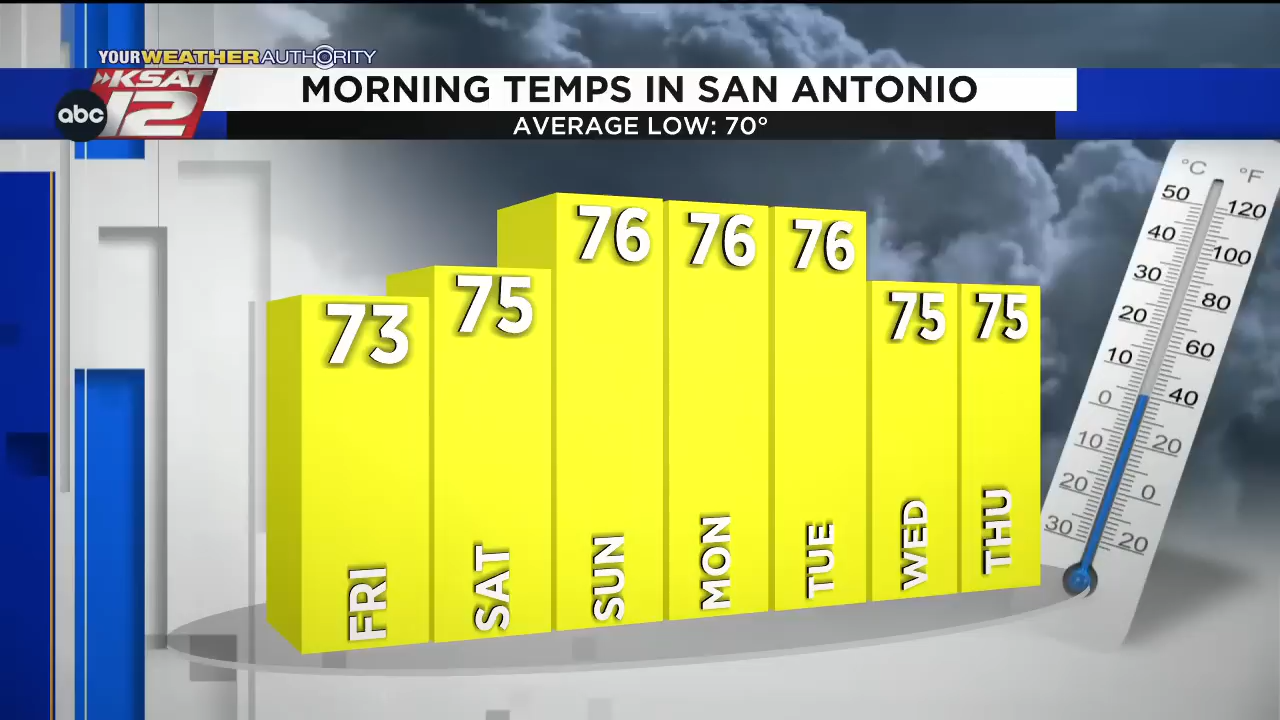 YOUR WEATHER AUTHORITY
KSAT
abc 12
MORNING TEMPS IN SAN ANTONIO
AVERAGE LOW: 70°
73 75 76 76 76 75 75
FRI SAT SUN MON TUE WED THU
°C °F
50 120
40 100
30 80
20 60
10 40
0 20
10 0
20 20
30